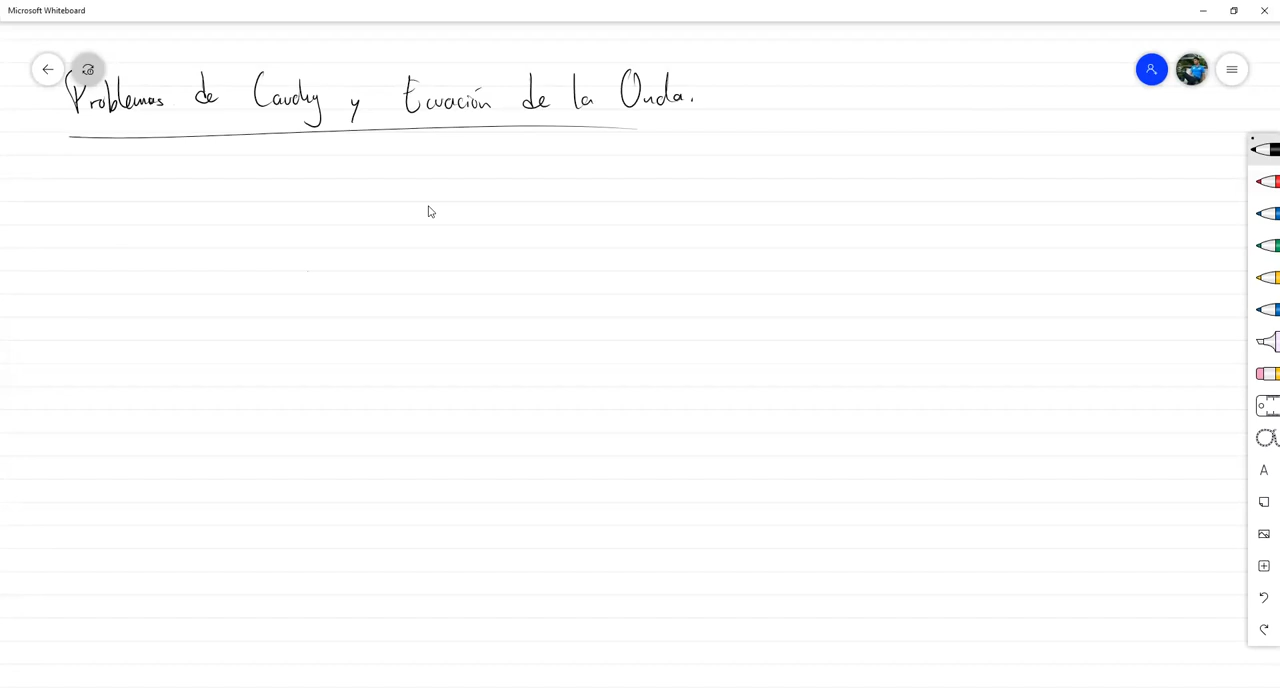 Microsoft Whiteboard
Problemas de Cauchy y Ecuación de la Onda.
A